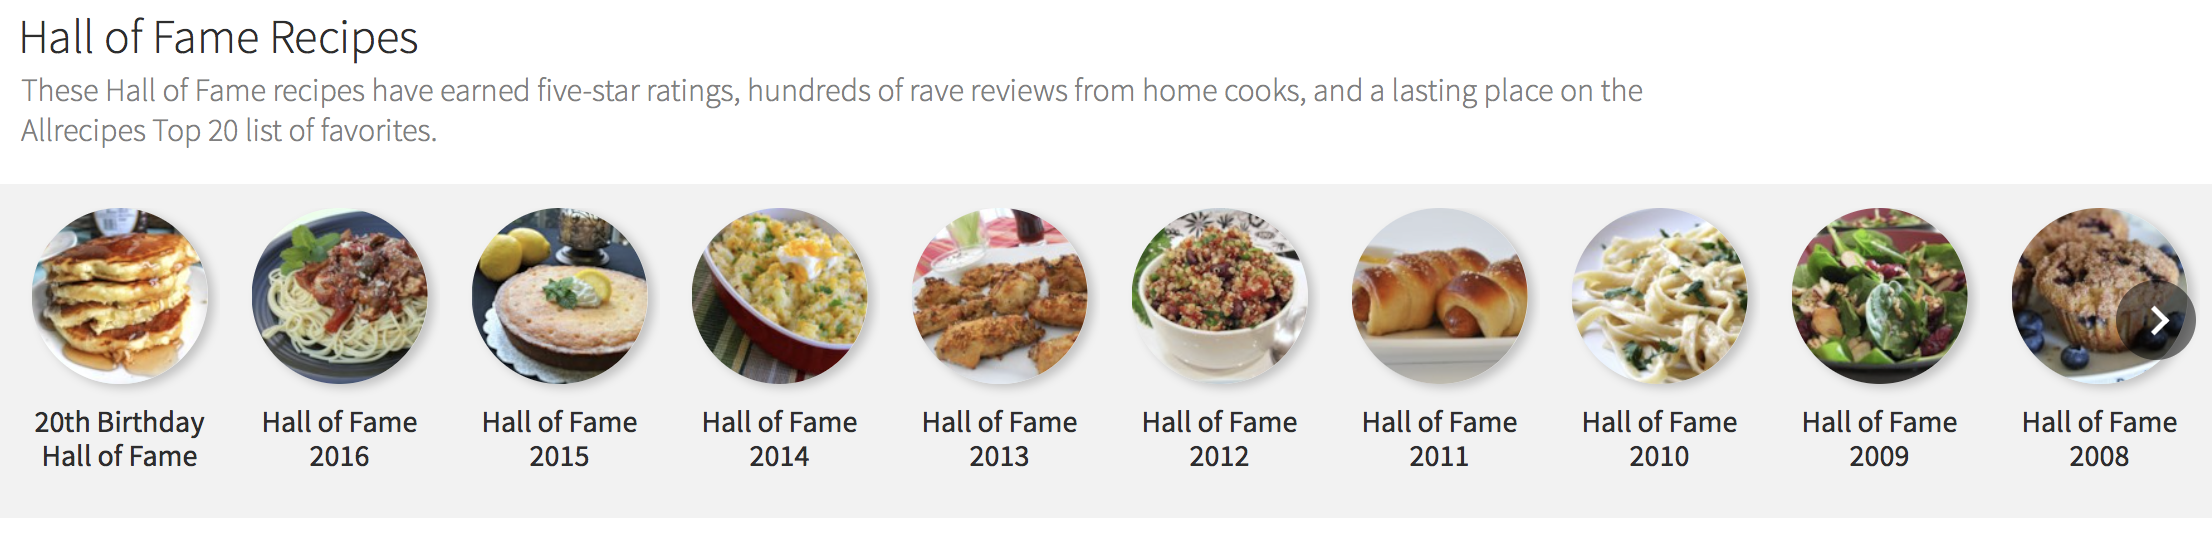 Hall of Fame Recipes
These Hall of Fame recipes have earned five-star ratings, hundreds of rave reviews from home cooks, and a lasting place on the
Allrecipes Top 20 list of favorites.
20th Birthday
Hall of Fame
Hall of Fame
2016
Hall of Fame
2015
Hall of Fame
2014
Hall of Fame
2013
Hall of Fame
2012
Hall of Fame
2011
Hall of Fame
2010
Hall of Fame
2009
Hall of Fame
2008